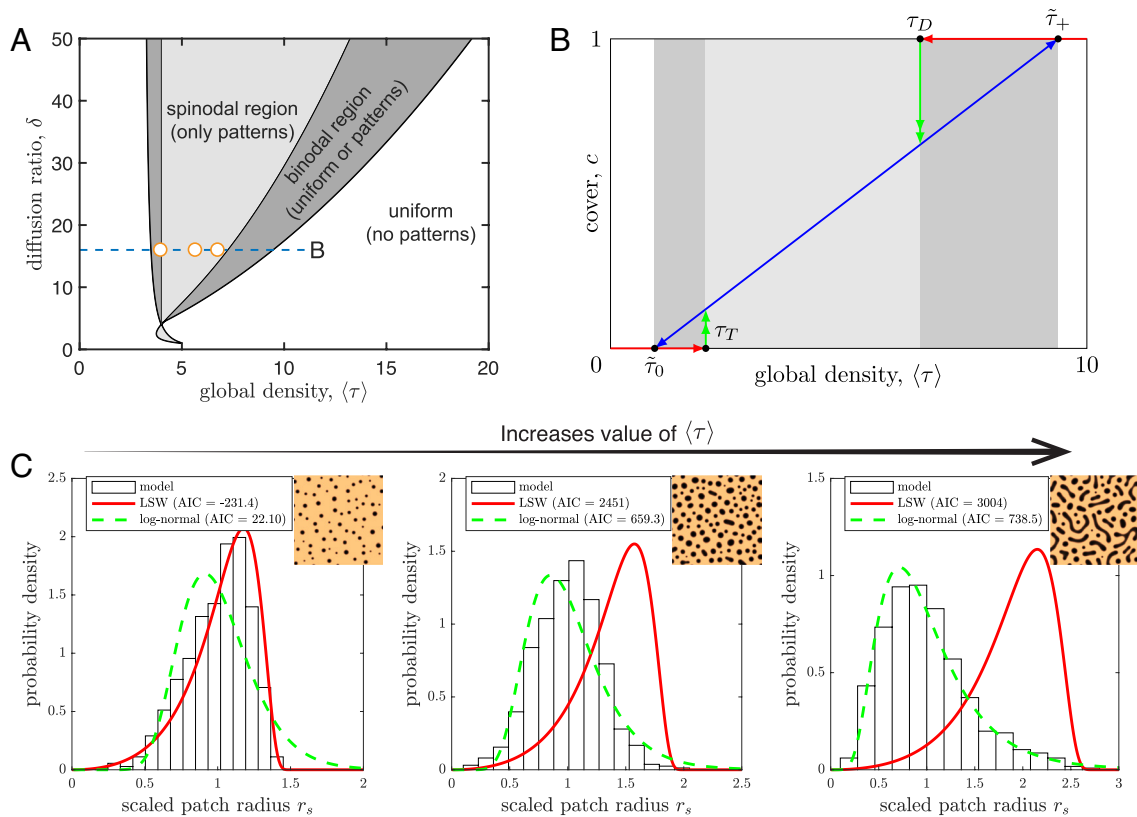 A
50
40
30
20
10
0
diffusion ratio, δ
spinodal region
(only patterns)
binodal region
(uniform or patterns)
uniform
(no patterns)
B
0
5
10
15
20
global density, ⟨τ⟩
B
τ_D
τ̃₊
1
cover, c
τ_T
0
τ̃₀
global density, ⟨τ⟩
10
Increases value of ⟨τ⟩
C
2.5
2
1.5
1
0.5
0
probability density
model
LSW (AIC = -231.4)
log-normal (AIC = 22.10)
0
0.5
1
1.5
2
scaled patch radius r_s
2
1.5
1
0.5
0
probability density
model
LSW (AIC = 2451)
log-normal (AIC = 659.3)
0
0.5
1
1.5
2
2.5
scaled patch radius r_s
1.5
1
0.5
0
probability density
model
LSW (AIC = 3004)
log-normal (AIC = 738.5)
0
0.5
1
1.5
2
2.5
3
scaled patch radius r_s